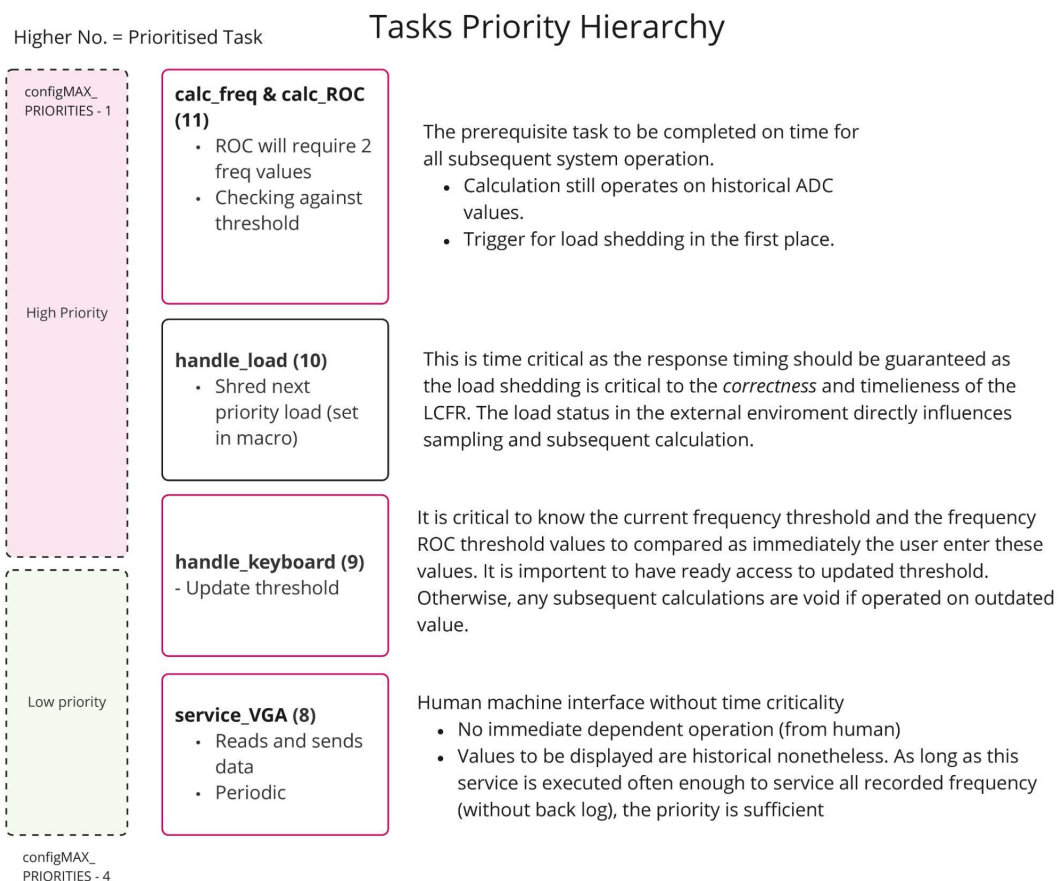 Tasks Priority Hierarchy
Higher No. = Prioritised Task
configMAX_
PRIORITIES - 1
High Priority
Low priority
configMAX_
PRIORITIES - 4
calc_freq & calc_ROC
(11)
• ROC will require 2
freq values
• Checking against
threshold
The prerequisite task to be completed on time for
all subsequent system operation.
• Calculation still operates on historical ADC
values.
• Trigger for load shedding in the first place.
handle_load (10)
• Shred next
priority load (set
in macro)
This is time critical as the response timing should be guaranteed as
the load shedding is critical to the correctness and timelieness of the
LCFR. The load status in the external enviroment directly influences
sampling and subsequent calculation.
handle_keyboard (9)
- Update threshold
It is critical to know the current frequency threshold and the frequency
ROC threshold values to compared as immediately the user enter these
values. It is importent to have ready access to updated threshold.
Otherwise, any subsequent calculations are void if operated on outdated
value.
service_VGA (8)
• Reads and sends
data
• Periodic
Human machine interface without time criticality
• No immediate dependent operation (from human)
• Values to be displayed are historical nonetheless. As long as this
service is executed often enough to service all recorded frequency
(without back log), the priority is sufficient